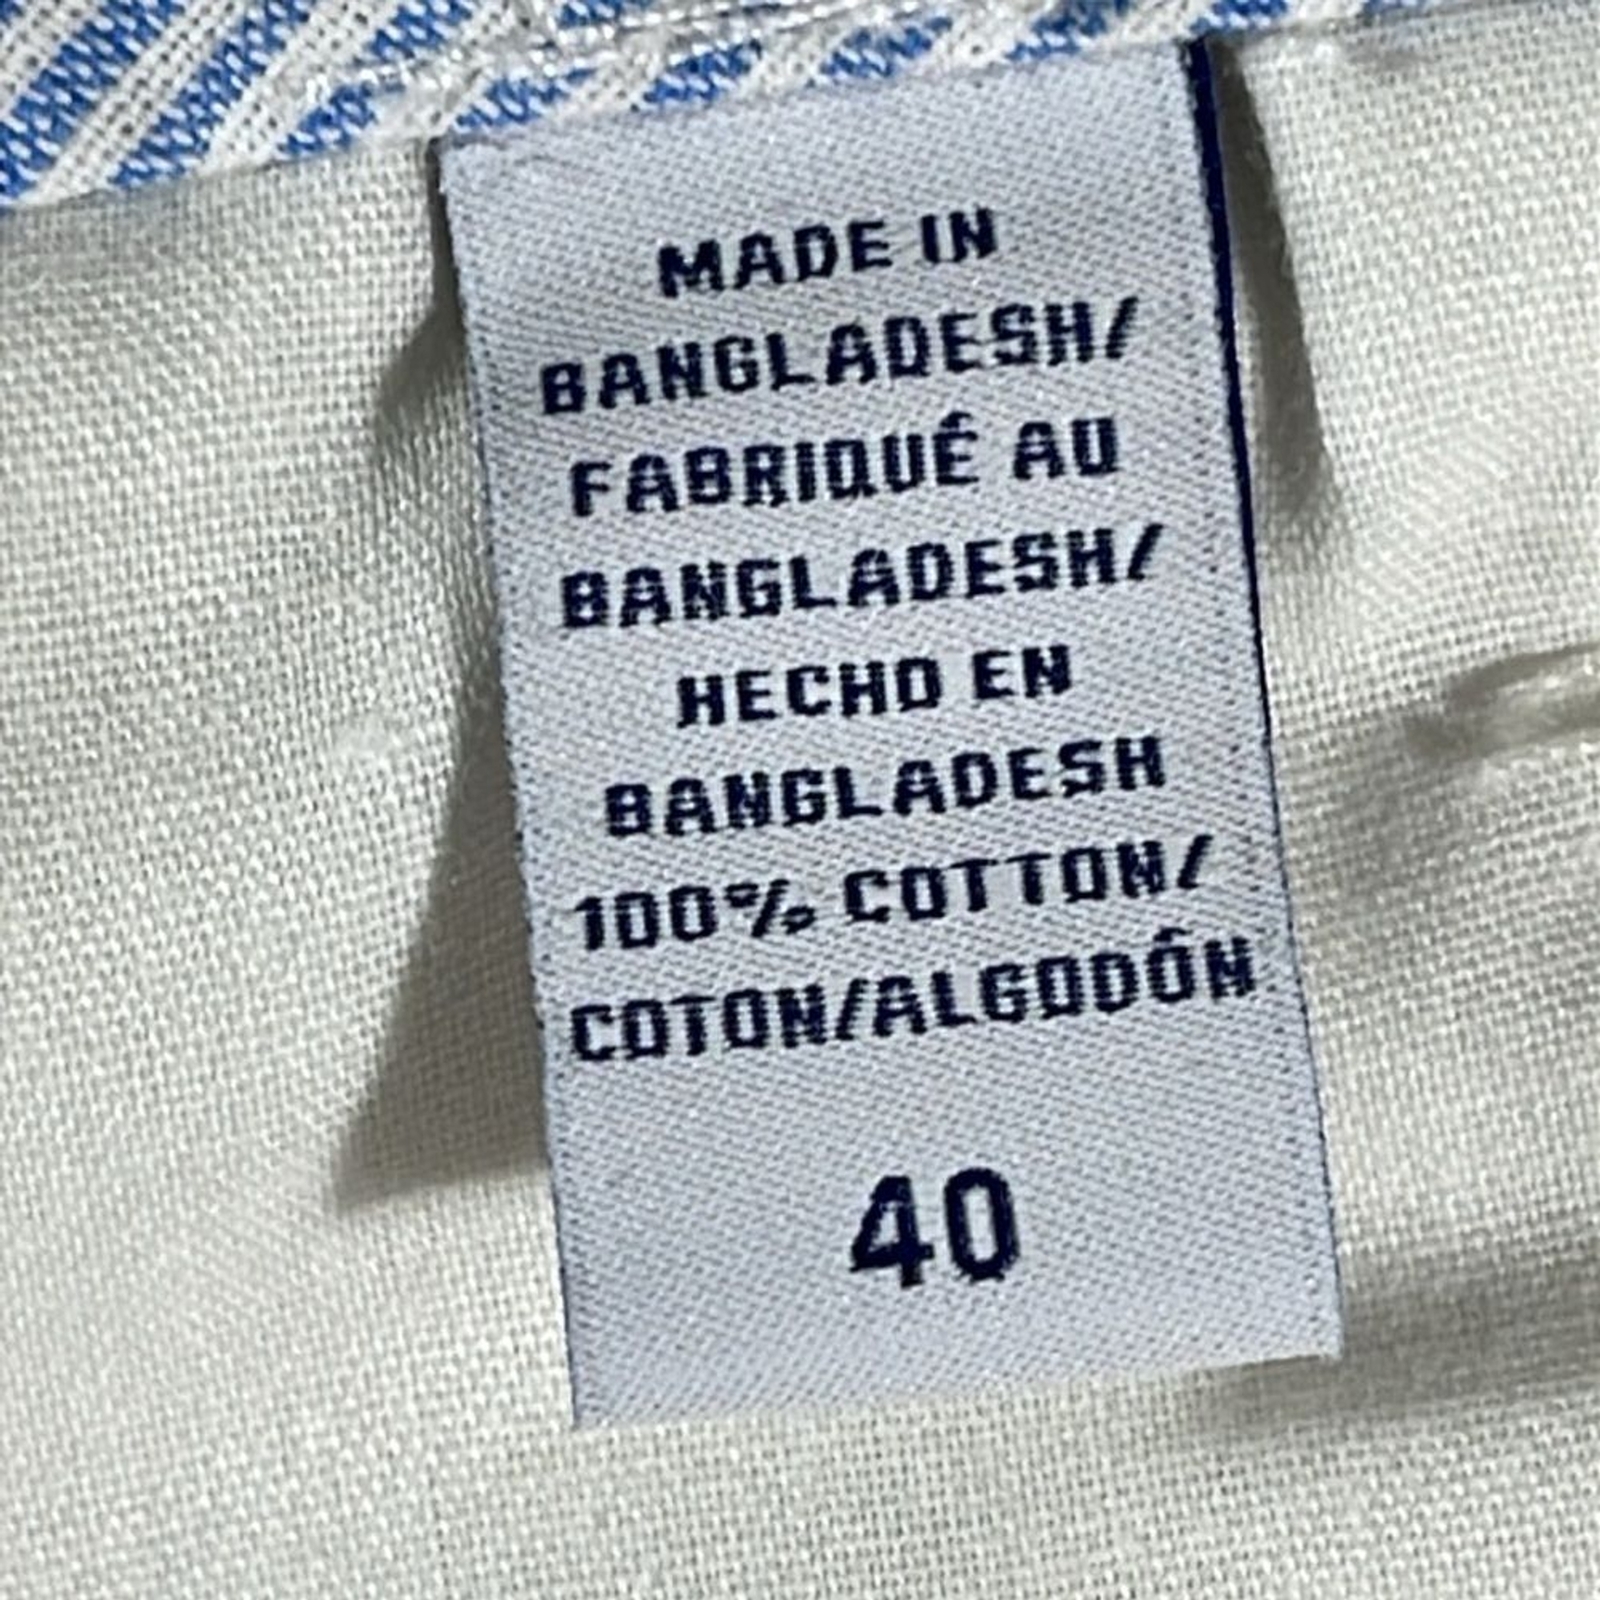 MADE IN
BANGLADESH/
FABRIQUÉ AU
BANGLADESH/
HECHO EN
BANGLADESH
100% COTTON/
COTON/ALGODÓN
40